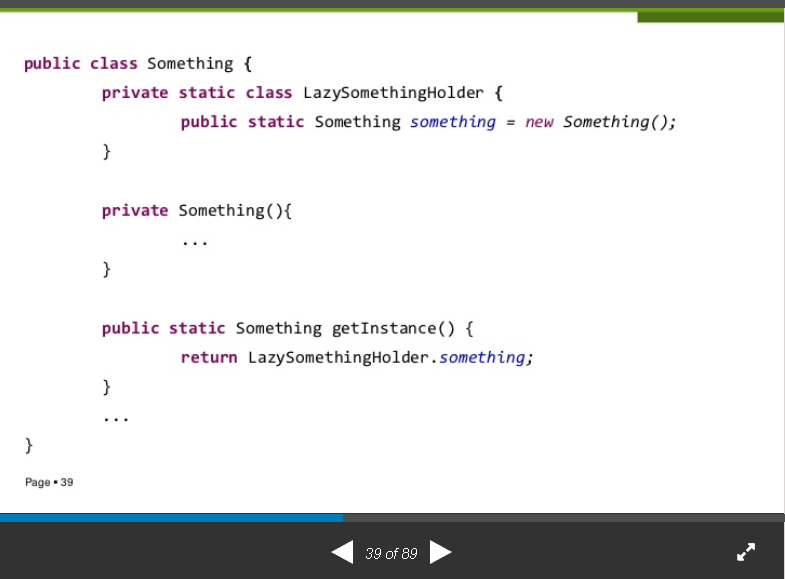 public class Something {
private static class LazySomethingHolder {
public static Something something = new Something();
}
private Something(){
...
}
public static Something getInstance() {
return LazySomethingHolder.something;
}
...
}
Page ▪ 39
39 of 89